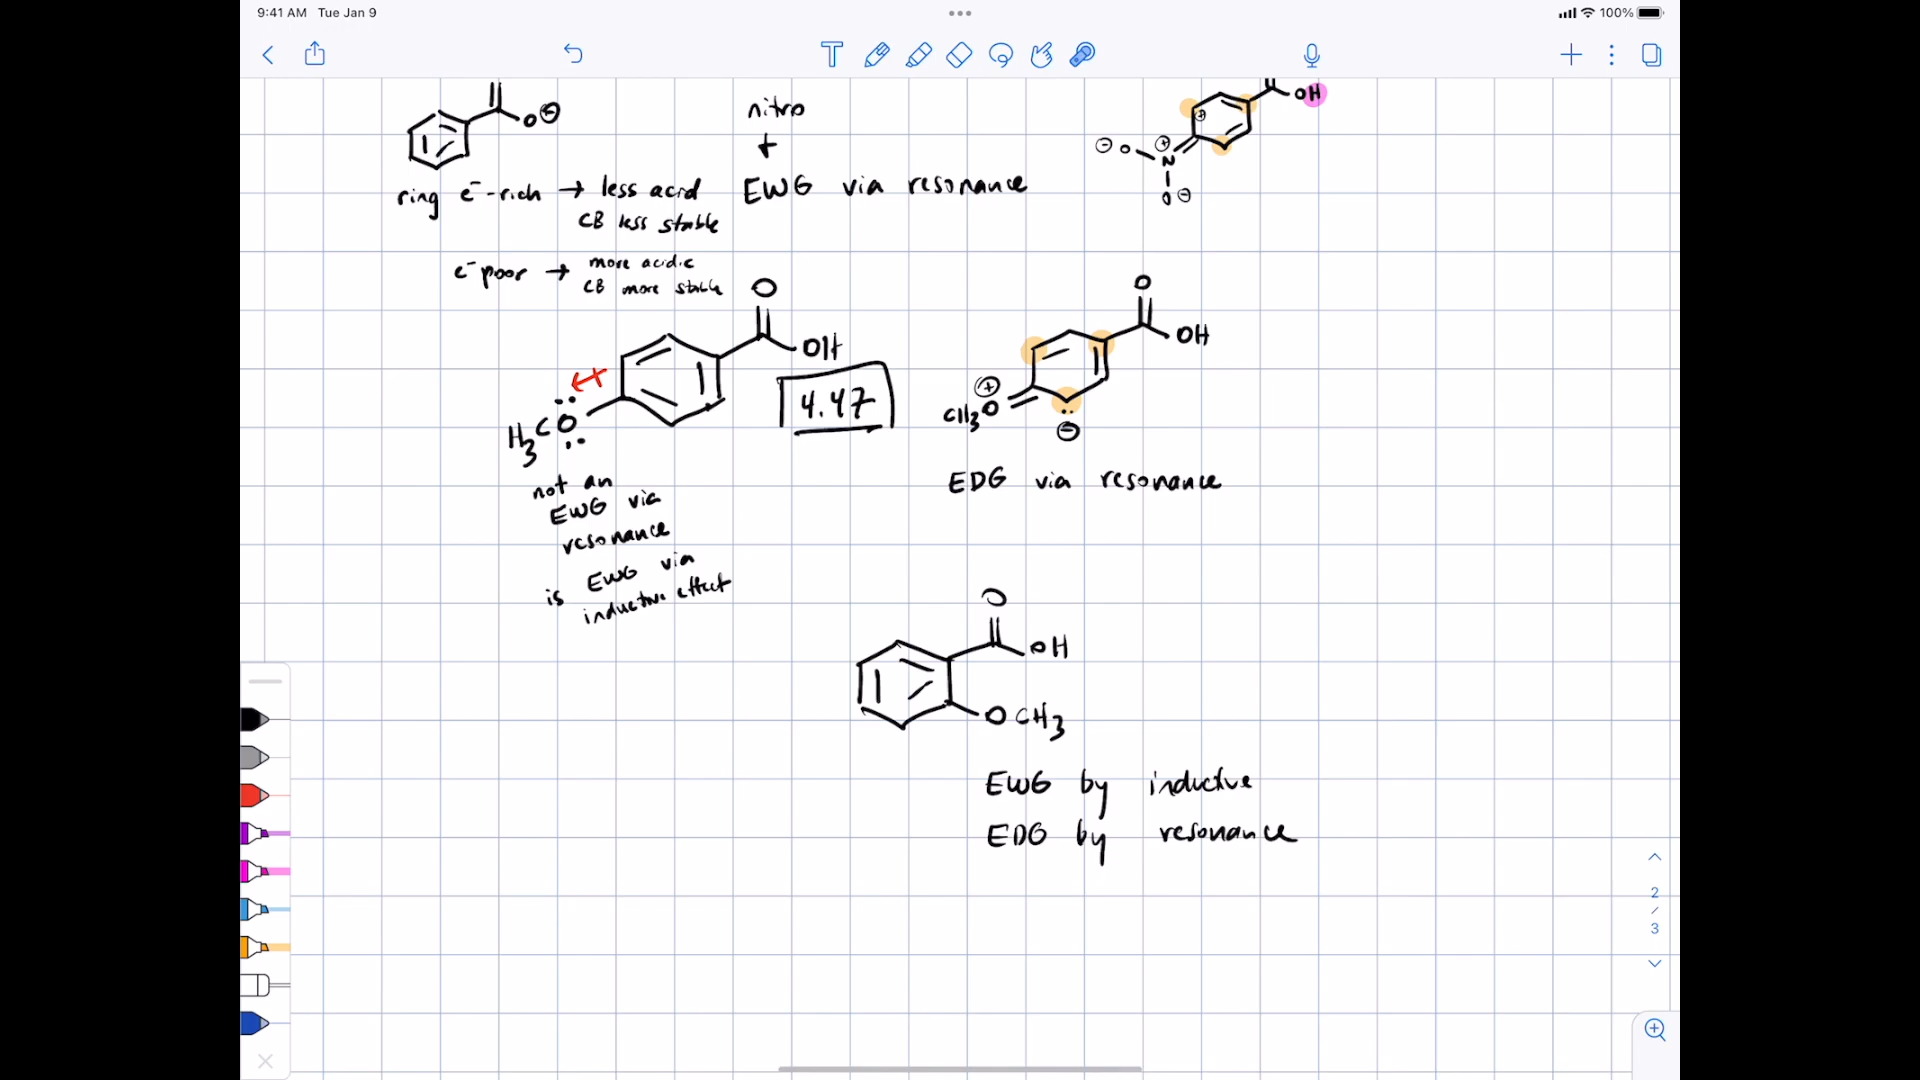 9:41 AM Tue Jan 9
100%
OH
O⊖
nitro
+
EWG via resonance
⊖ O
⊕
⊕
N
O ⊖
ring e⁻-rich → less acid
CB less stable
e⁻ poor → more acidic
CB more stable
O
OH
4.47
H₃CO
not an
EWG via
resonance
is EWG via
inductive effect
O
OH
⊕
CH₃O
⊖
EDG via resonance
O
OH
OCH₃
EWG by inductive
EDG by resonance
2
/
3